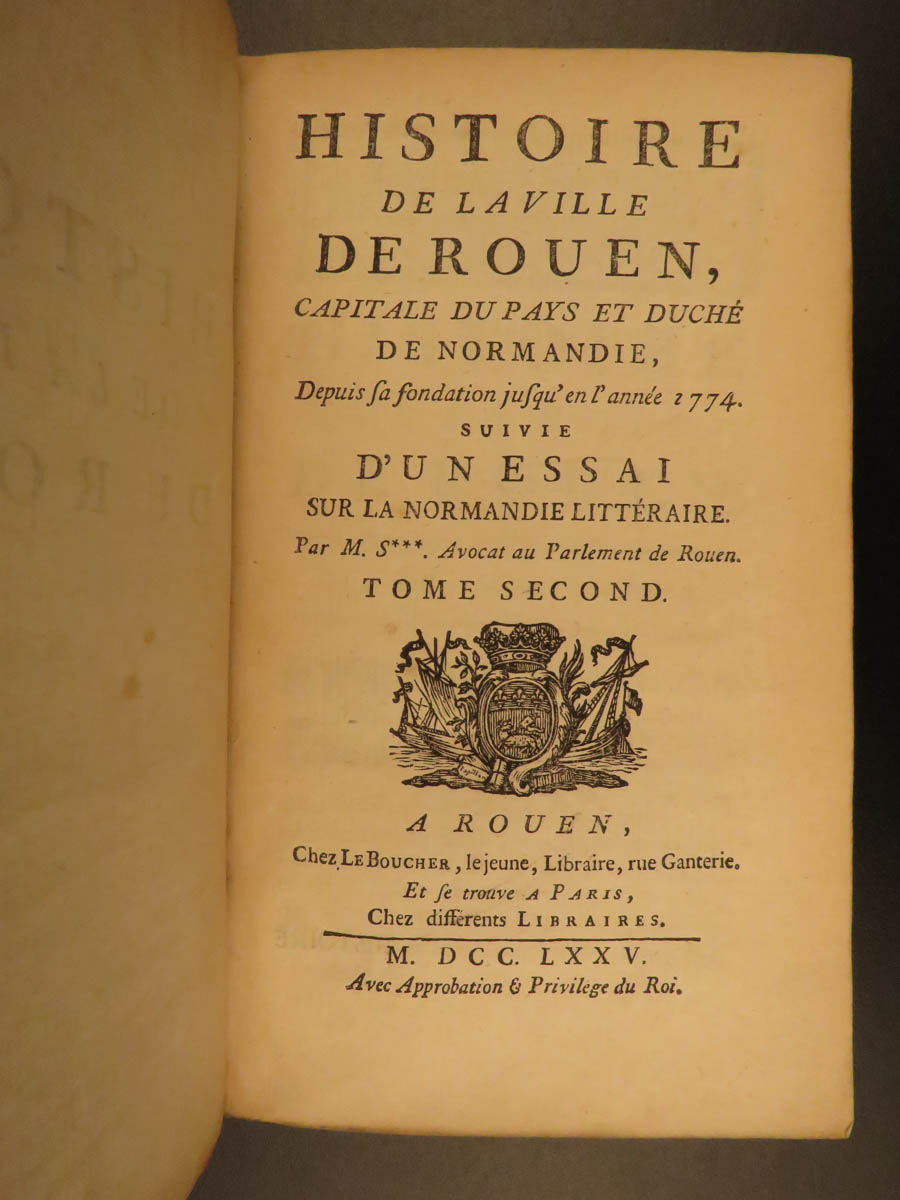 HISTOIRE
DE LA VILLE
DE ROUEN,
CAPITALE DU PAYS ET DUCHÉ
DE NORMANDIE,
Depuis ſa fondation juſqu'en l'année 1774.
SUIVIE
D'UN ESSAI
SUR LA NORMANDIE LITTÉRAIRE.
Par M. S***. Avocat au Parlement de Rouen.
TOME SECOND.
A ROUEN,
Chez LE BOUCHER, le jeune, Libraire, rue Ganterie.
Et ſe trouve A PARIS,
Chez différents LIBRAIRES.
M. DCC. LXXV.
Avec Approbation & Privilége du Roi.